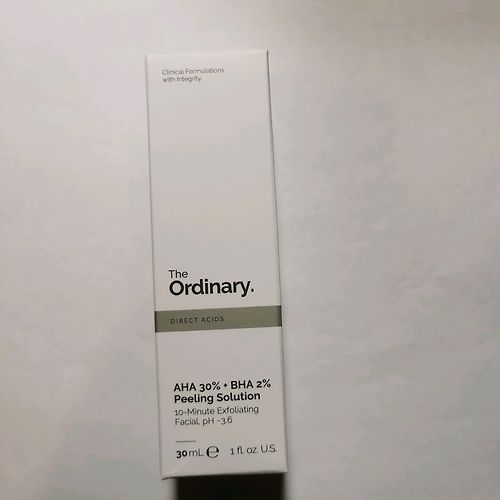 Clinical Formulations
with Integrity.
The
Ordinary.
DIRECT ACIDS
AHA 30% + BHA 2%
Peeling Solution
10-Minute Exfoliating
Facial, pH ~3.6
30 mL ℮ 1 fl. oz. U.S.